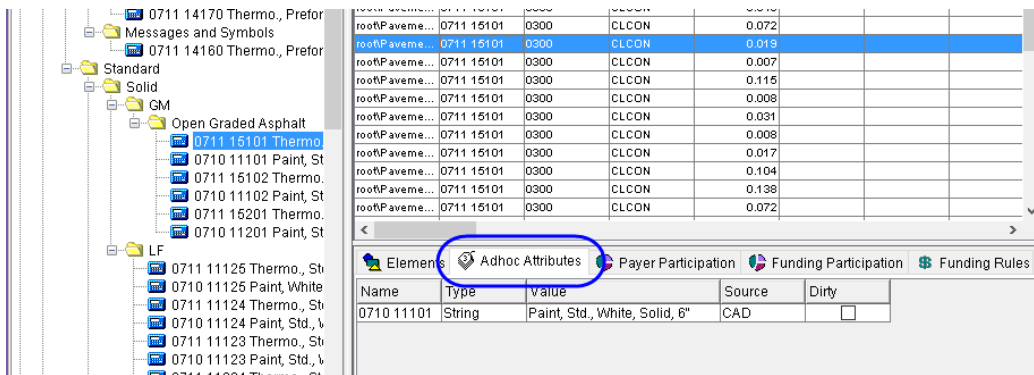 0711 14170 Thermo., Prefor
Messages and Symbols
0711 14160 Thermo., Prefor
Standard
Solid
GM
Open Graded Asphalt
0711 15101 Thermo.
0710 11101 Paint, St
0711 15102 Thermo.
0710 11102 Paint, St
0711 15201 Thermo.
0710 11201 Paint, St
LF
0711 11125 Thermo., St
0710 11125 Paint, White
0711 11124 Thermo., St
0710 11124 Paint, Std.,
0711 11123 Thermo., St
0710 11123 Paint, Std.,
root\Paveme... 0711 15101 0300 CLCON 0.072
root\Paveme... 0711 15101 0300 CLCON 0.019
root\Paveme... 0711 15101 0300 CLCON 0.007
root\Paveme... 0711 15101 0300 CLCON 0.115
root\Paveme... 0711 15101 0300 CLCON 0.008
root\Paveme... 0711 15101 0300 CLCON 0.031
root\Paveme... 0711 15101 0300 CLCON 0.008
root\Paveme... 0711 15101 0300 CLCON 0.017
root\Paveme... 0711 15101 0300 CLCON 0.104
root\Paveme... 0711 15101 0300 CLCON 0.138
root\Paveme... 0711 15101 0300 CLCON 0.072
Elements Adhoc Attributes Payer Participation Funding Participation Funding Rules
Name Type Value Source Dirty
0710 11101 String Paint, Std., White, Solid, 6" CAD